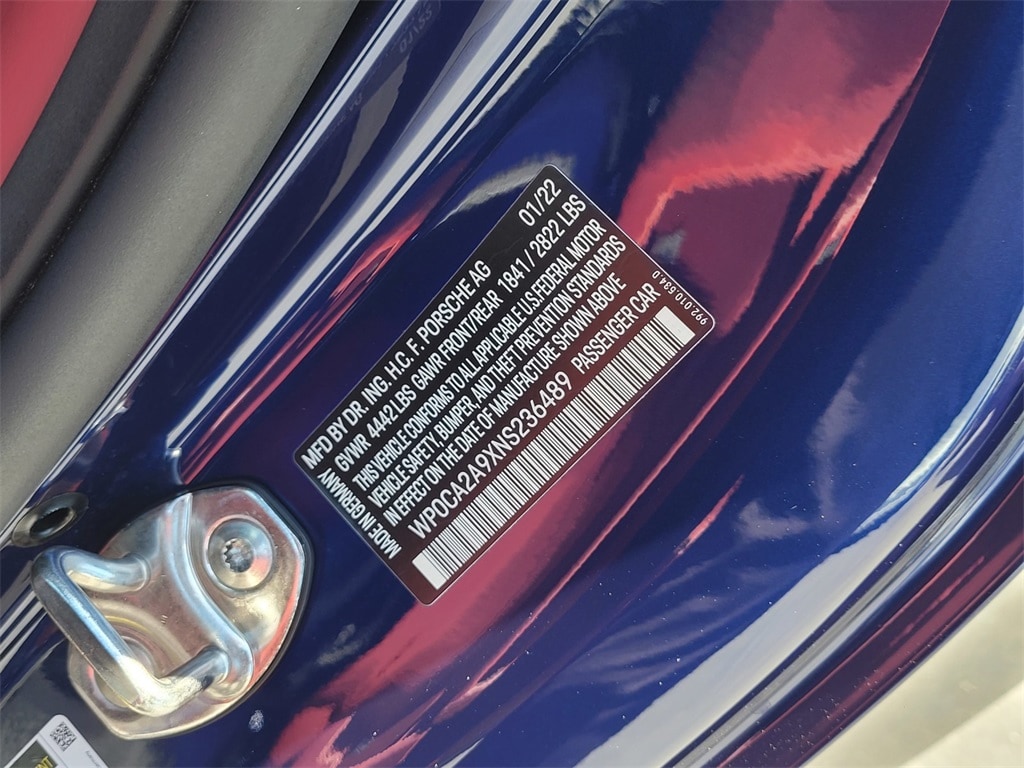 MFD BY DR. ING. H.C. F. PORSCHE AG 01/22
GVWR 4442LBS GAWR FRONT/REAR 1841/2822 LBS
THIS VEHICLE CONFORMS TO ALL APPLICABLE U.S.FEDERAL MOTOR
VEHICLE SAFETY, BUMPER, AND THEFT PREVENTION STANDARDS
IN EFFECT ON THE DATE OF MANUFACTURE SHOWN ABOVE
WP0CA2A9XNS236489 PASSENGER CAR
MADE IN GERMANY
992.010.534.D